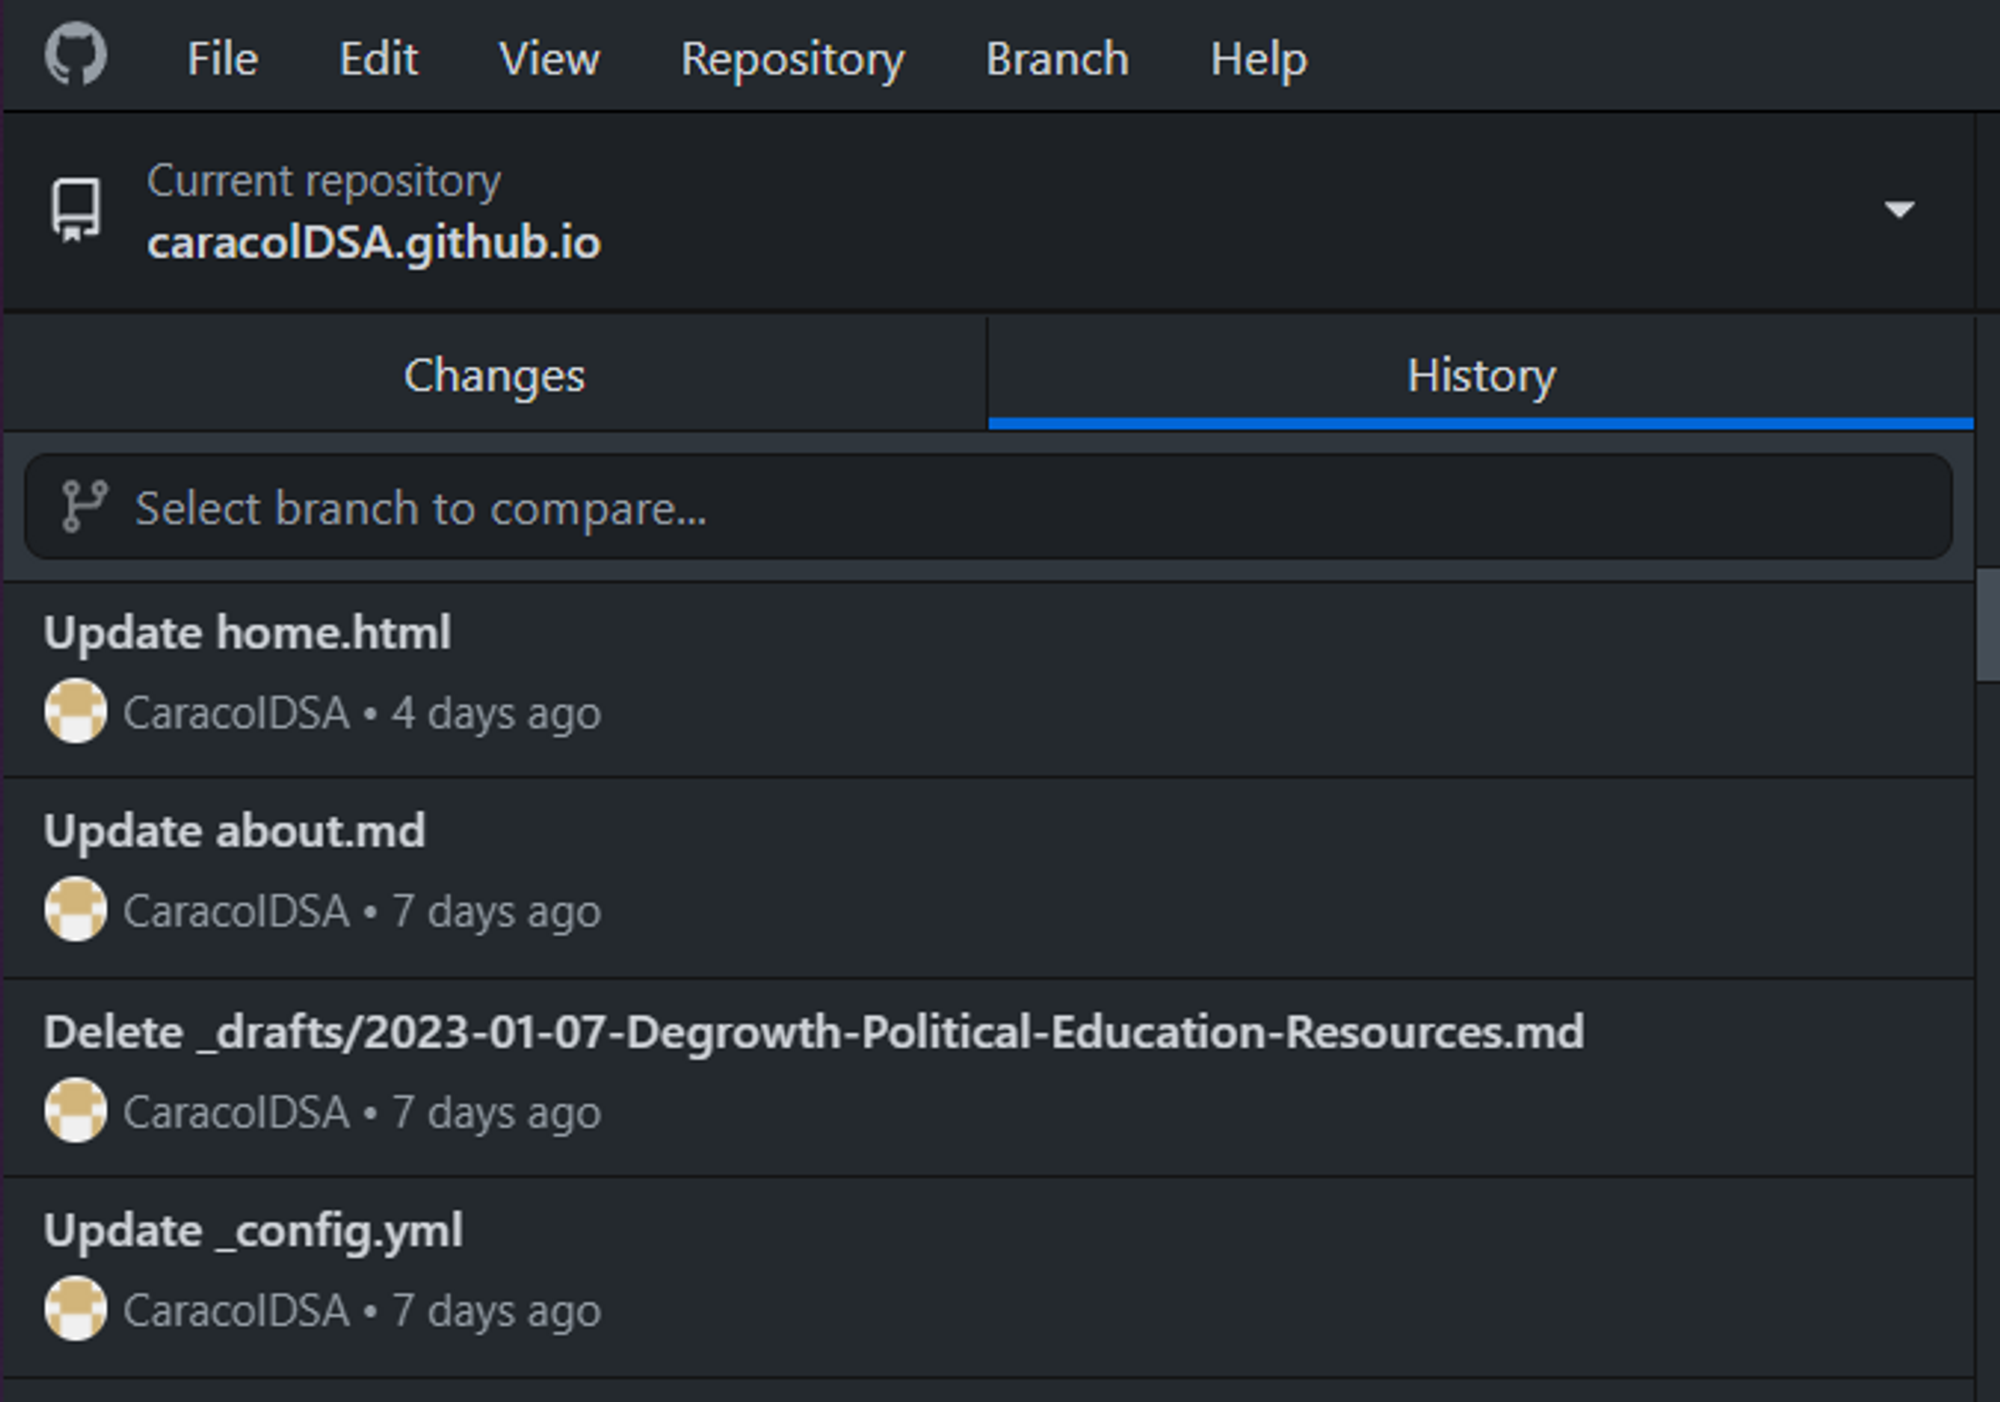 File Edit View Repository Branch Help
Current repository
caracolDSA.github.io
Changes History
Select branch to compare...
Update home.html
CaracolDSA • 4 days ago
Update about.md
CaracolDSA • 7 days ago
Delete _drafts/2023-01-07-Degrowth-Political-Education-Resources.md
CaracolDSA • 7 days ago
Update _config.yml
CaracolDSA • 7 days ago